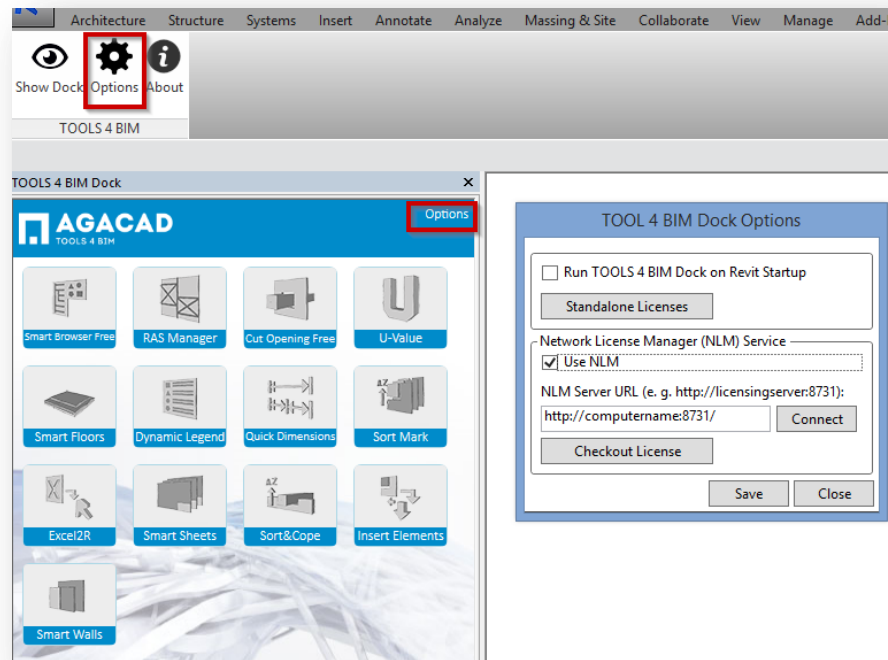 Architecture Structure Systems Insert Annotate Analyze Massing & Site Collaborate View Manage Add-
Show Dock Options About
TOOLS 4 BIM
TOOLS 4 BIM Dock
AGACAD
TOOLS 4 BIM
Options
Smart Browser Free RAS Manager Cut Opening Free U-Value
Smart Floors Dynamic Legend Quick Dimensions Sort Mark
Excel2R Smart Sheets Sort&Cope Insert Elements
Smart Walls
TOOL 4 BIM Dock Options
Run TOOLS 4 BIM Dock on Revit Startup
Standalone Licenses
Network License Manager (NLM) Service
Use NLM
NLM Server URL (e. g. http://licensingserver:8731):
http://computername:8731/ Connect
Checkout License
Save Close